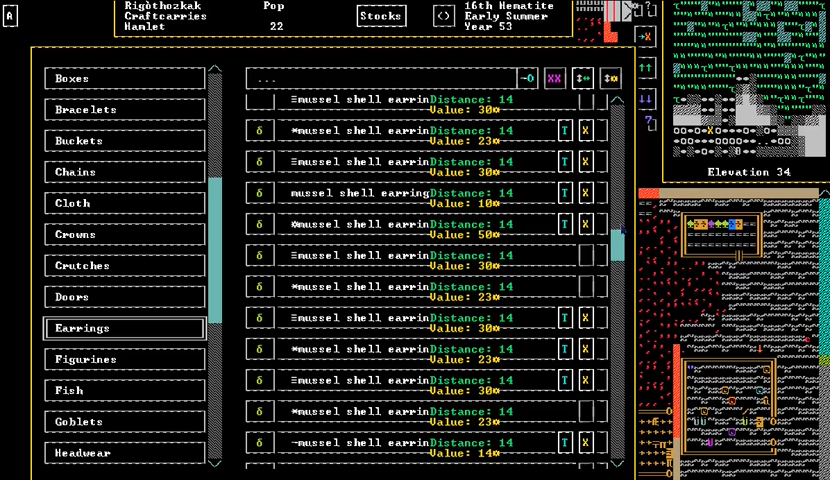 A
Rigòthozkak
Craftcarries
Hamlet
Pop
22
Stocks
<>
16th Hematite
Early Summer
Year 53
Elevation 34
Boxes
Bracelets
Buckets
Chains
Cloth
Crowns
Crutches
Doors
Earrings
Figurines
Fish
Goblets
Headwear
...
≡mussel shell earrin Distance: 14
Value: 30¤
*mussel shell earrin Distance: 14 T X
Value: 23¤
≡mussel shell earrin Distance: 14 T X
Value: 30¤
mussel shell earring Distance: 14 T X
Value: 10¤
☼mussel shell earrin Distance: 14 T X
Value: 50¤
≡mussel shell earrin Distance: 14
Value: 30¤
*mussel shell earrin Distance: 14
Value: 23¤
≡mussel shell earrin Distance: 14 T X
Value: 30¤
*mussel shell earrin Distance: 14 T X
Value: 23¤
≡mussel shell earrin Distance: 14 T X
Value: 30¤
*mussel shell earrin Distance: 14
Value: 23¤
-mussel shell earrin Distance: 14 T X
Value: 14¤